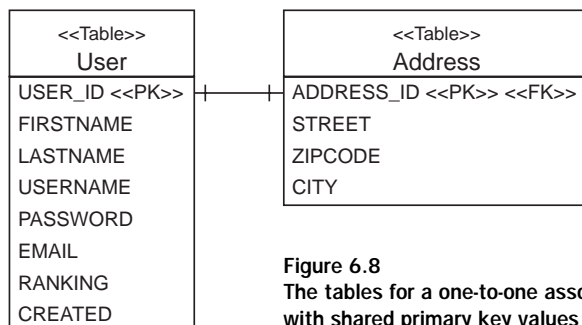 <<Table>>
User
USER_ID <<PK>>
FIRSTNAME
LASTNAME
USERNAME
PASSWORD
EMAIL
RANKING
CREATED
<<Table>>
Address
ADDRESS_ID <<PK>> <<FK>>
STREET
ZIPCODE
CITY
Figure 6.8
The tables for a one-to-one asso
with shared primary key values